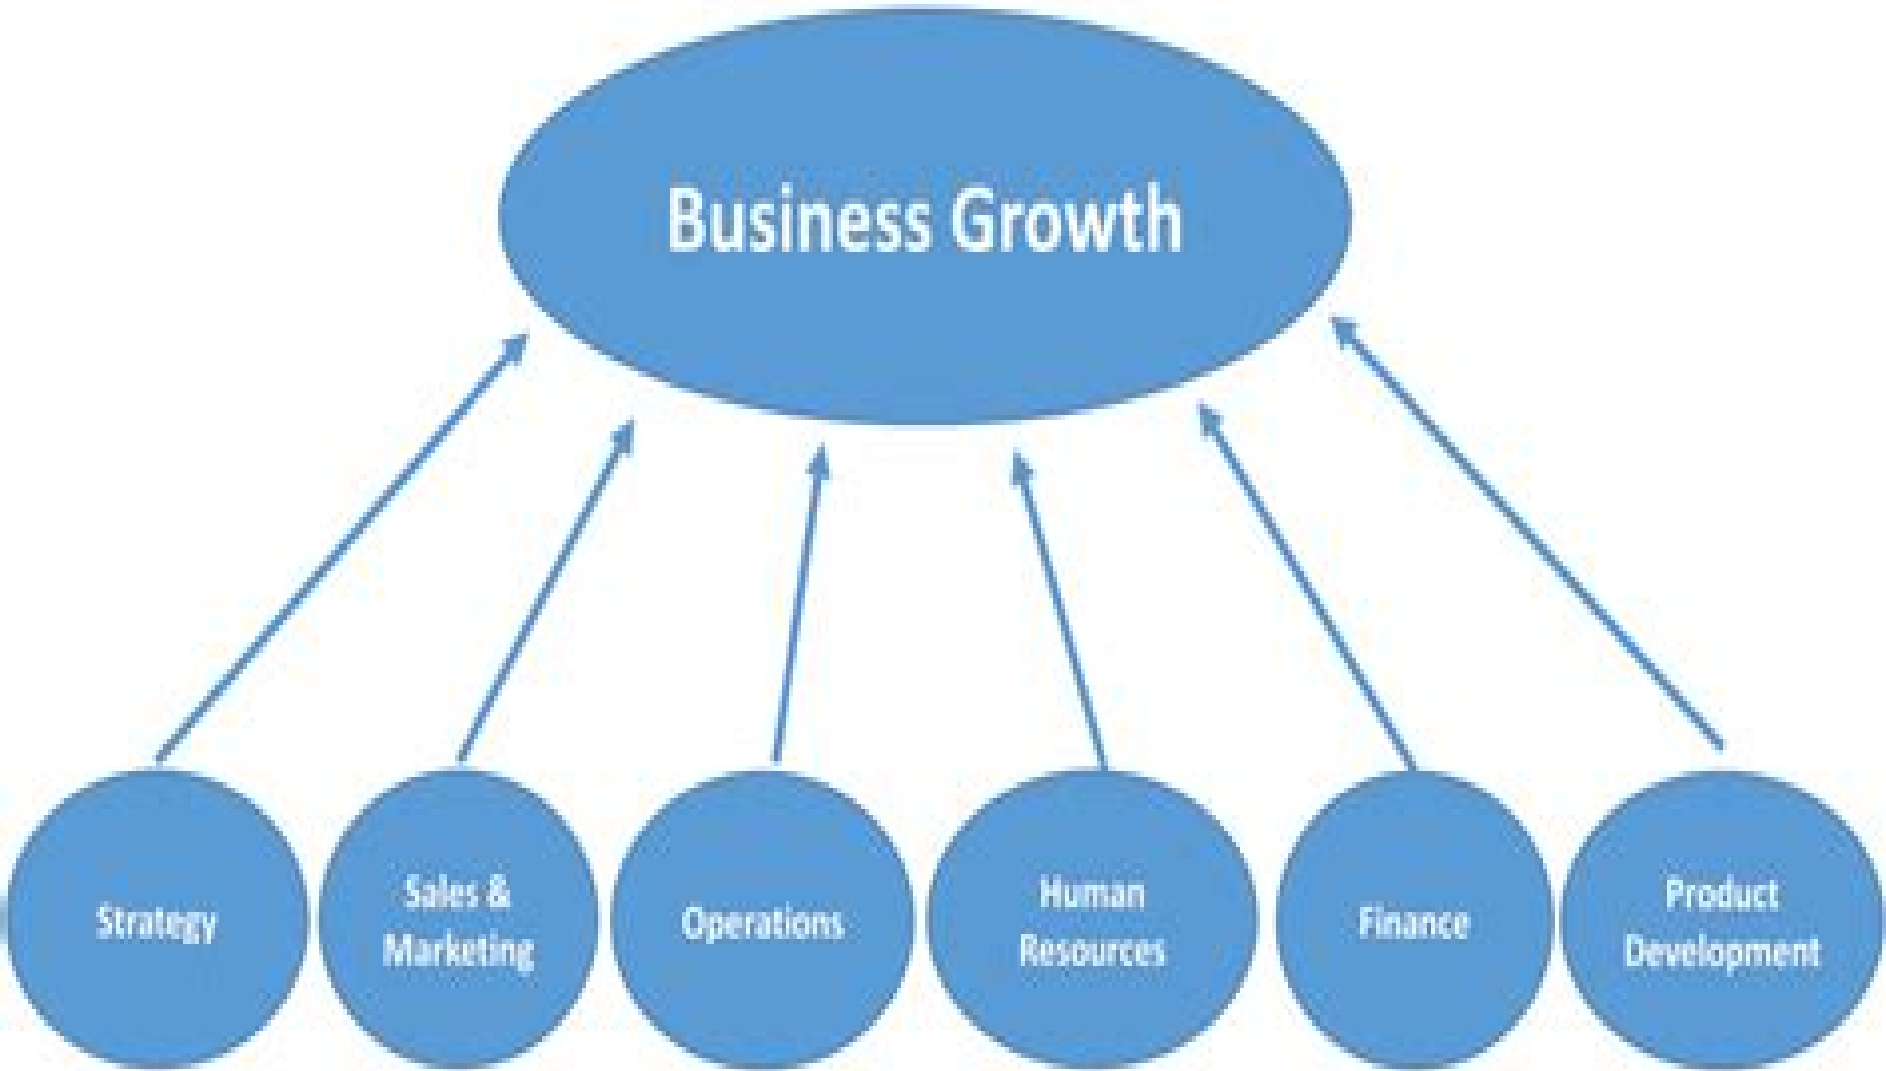 Business Growth
Strategy
Sales &
Marketing
Operations
Human
Resources
Finance
Product
Development